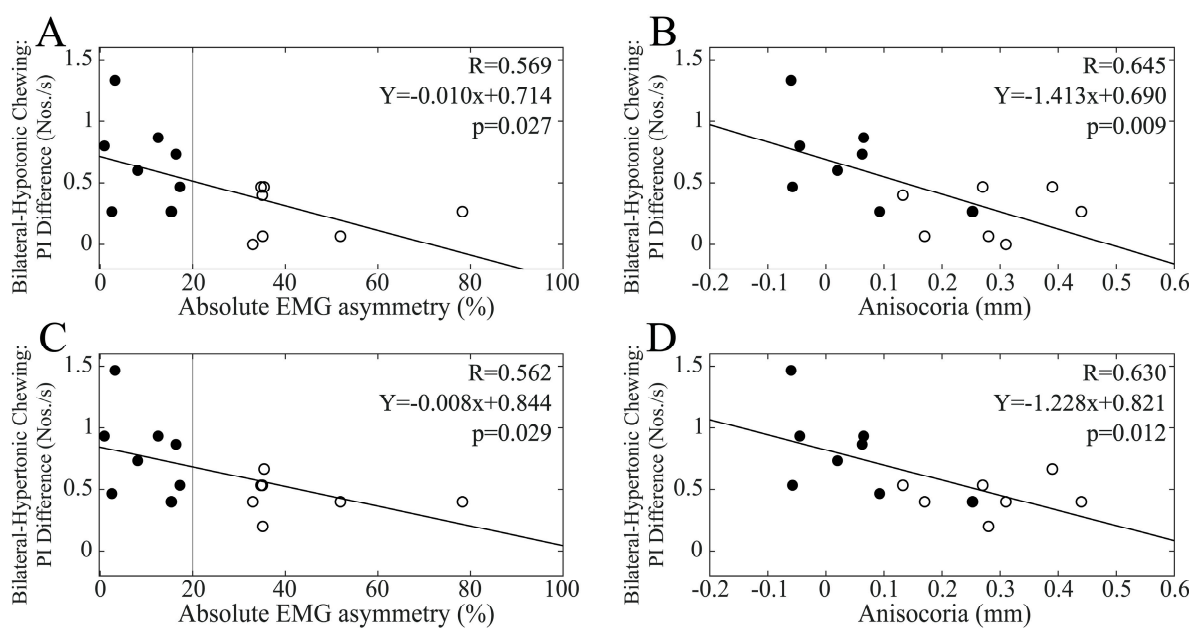 A
Bilateral-Hypotonic Chewing:
PI Difference (Nos./s)
1.5
1
0.5
0
R=0.569
Y=-0.010x+0.714
p=0.027
0 20 40 60 80 100
Absolute EMG asymmetry (%)
B
Bilateral-Hypotonic Chewing:
PI Difference (Nos./s)
1.5
1
0.5
0
R=0.645
Y=-1.413x+0.690
p=0.009
-0.2 -0.1 0 0.1 0.2 0.3 0.4 0.5 0.6
Anisocoria (mm)
C
Bilateral-Hypertonic Chewing:
PI Difference (Nos./s)
1.5
1
0.5
0
R=0.562
Y=-0.008x+0.844
p=0.029
0 20 40 60 80 100
Absolute EMG asymmetry (%)
D
Bilateral-Hypertonic Chewing:
PI Difference (Nos./s)
1.5
1
0.5
0
R=0.630
Y=-1.228x+0.821
p=0.012
-0.2 -0.1 0 0.1 0.2 0.3 0.4 0.5 0.6
Anisocoria (mm)